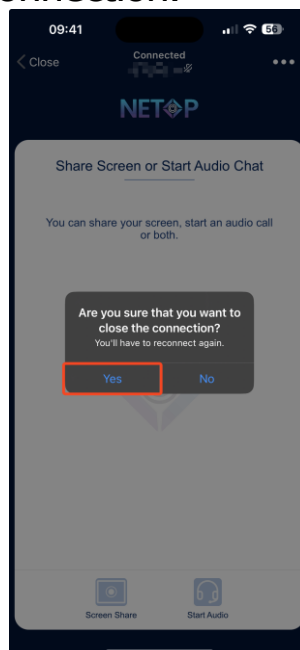 09:41
56
Close
Connected
NETOP
Share Screen or Start Audio Chat
You can share your screen, start an audio call
or both.
Are you sure that you want to
close the connection?
You'll have to reconnect again.
Yes
No
Screen Share
Start Audio